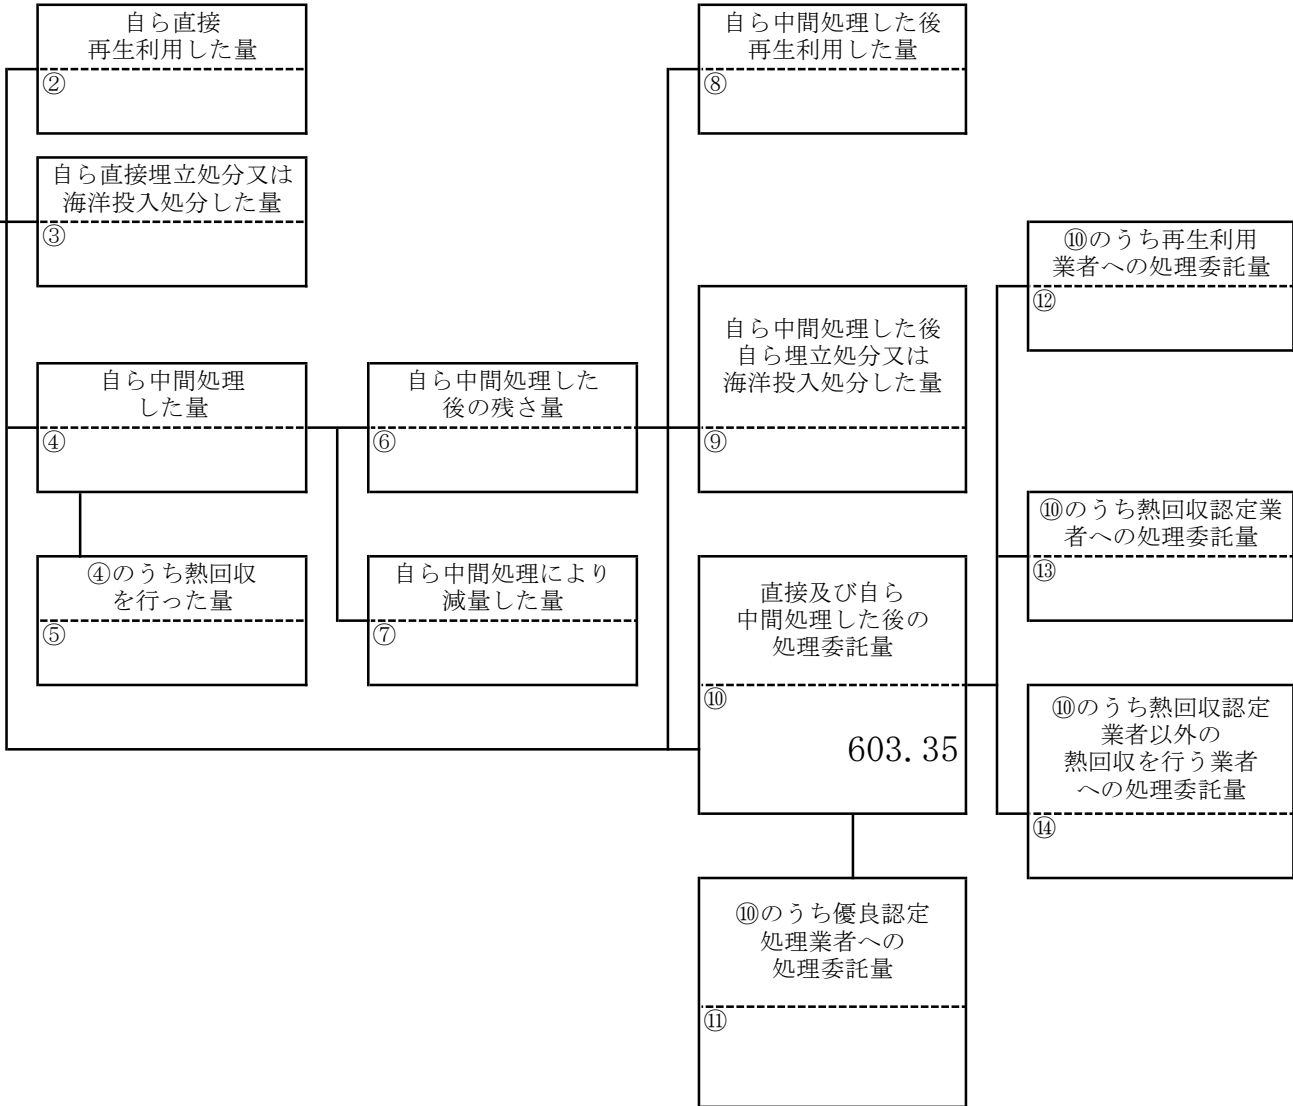 自ら直接
再生利用した量
②
自ら直接埋立処分又は
海洋投入処分した量
③
自ら中間処理
した量
④
④のうち熱回収
を行った量
⑤
自ら中間処理した
後の残さ量
⑥
自ら中間処理により
減量した量
⑦
自ら中間処理した後
再生利用した量
⑧
自ら中間処理した後
自ら埋立処分又は
海洋投入処分した量
⑨
直接及び自ら
中間処理した後の
処理委託量
⑩
603.35
⑩のうち優良認定
処理業者への
処理委託量
⑪
⑩のうち再生利用
業者への処理委託量
⑫
⑩のうち熱回収認定業
者への処理委託量
⑬
⑩のうち熱回収認定
業者以外の
熱回収を行う業者
への処理委託量
⑭